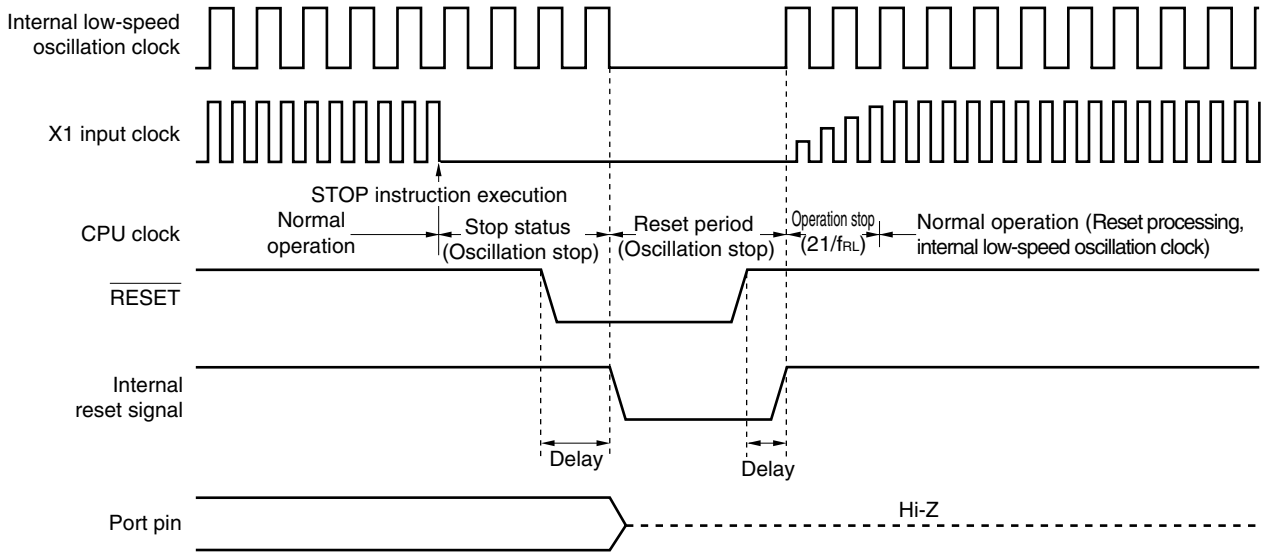 Internal low-speed
oscillation clock
X1 input clock
STOP instruction execution
CPU clock
Normal
operation
Stop status
(Oscillation stop)
Reset period
(Oscillation stop)
Operation stop
(21/fRL)
Normal operation (Reset processing,
internal low-speed oscillation clock)
RESET
Internal
reset signal
Delay
Delay
Port pin
Hi-Z